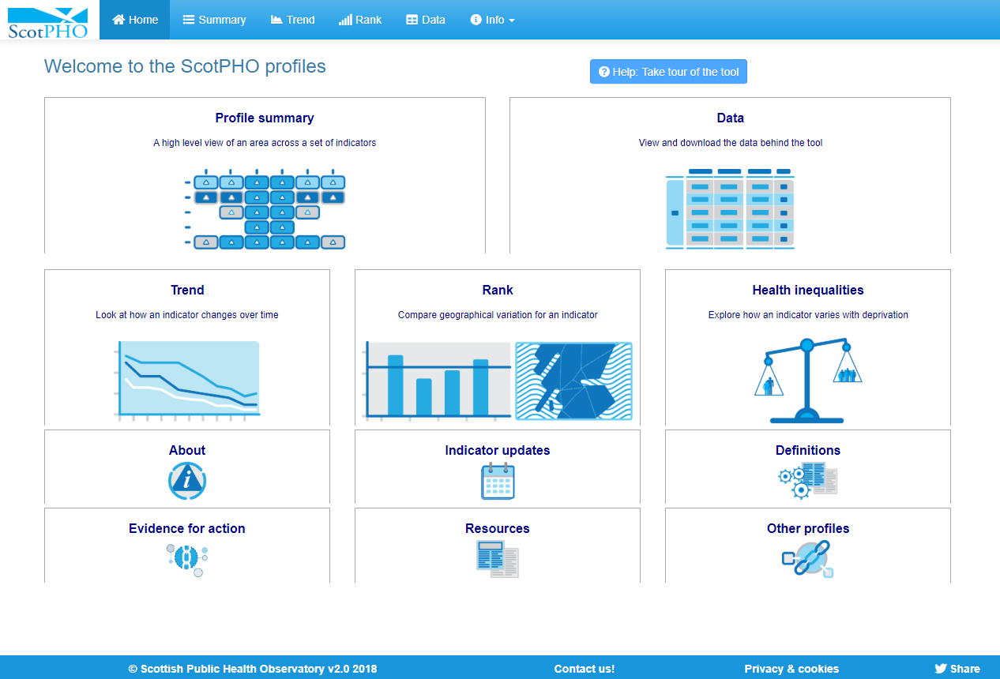 ScotPHO
Home
Summary
Trend
Rank
Data
Info
Welcome to the ScotPHO profiles
Help: Take tour of the tool
Profile summary
A high level view of an area across a set of indicators
Data
View and download the data behind the tool
Trend
Look at how an indicator changes over time
Rank
Compare geographical variation for an indicator
Health inequalities
Explore how an indicator varies with deprivation
About
Indicator updates
Definitions
Evidence for action
Resources
Other profiles
© Scottish Public Health Observatory v2.0 2018
Contact us!
Privacy & cookies
Share